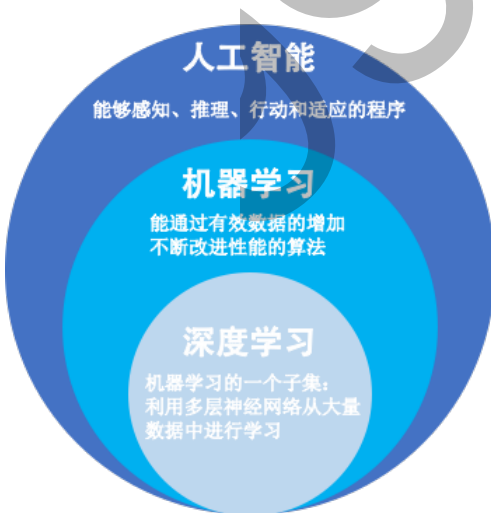 人工智能
能够感知、推理、行动和适应的程序
机器学习
能通过有效数据的增加
不断改进性能的算法
深度学习
机器学习的一个子集：
利用多层神经网络从大量
数据中进行学习